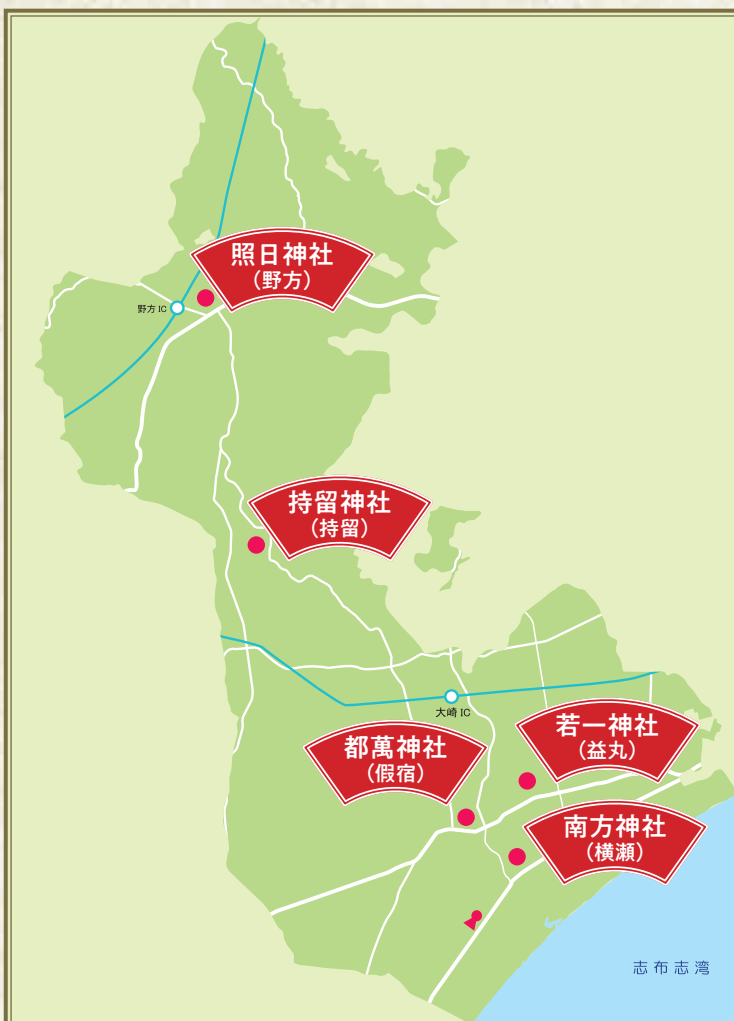 照日神社
（野方）
野方 IC
持留神社
（持留）
大崎 IC
若一神社
（益丸）
都萬神社
（假宿）
南方神社
（横瀬）
志布志湾